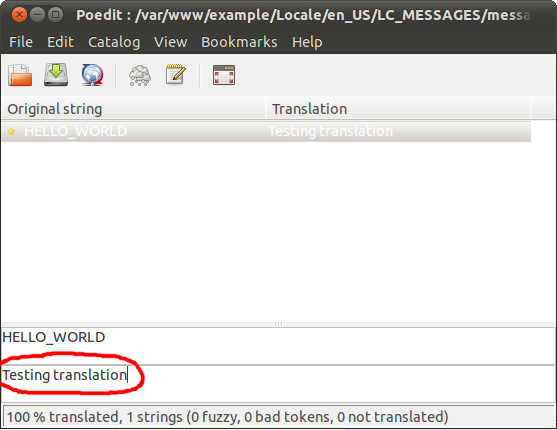 Poedit : /var/www/example/Locale/en_US/LC_MESSAGES/messa
File Edit Catalog View Bookmarks Help
Original string Translation
HELLO_WORLD Testing translation
HELLO_WORLD
Testing translation
100 % translated, 1 strings (0 fuzzy, 0 bad tokens, 0 not translated)